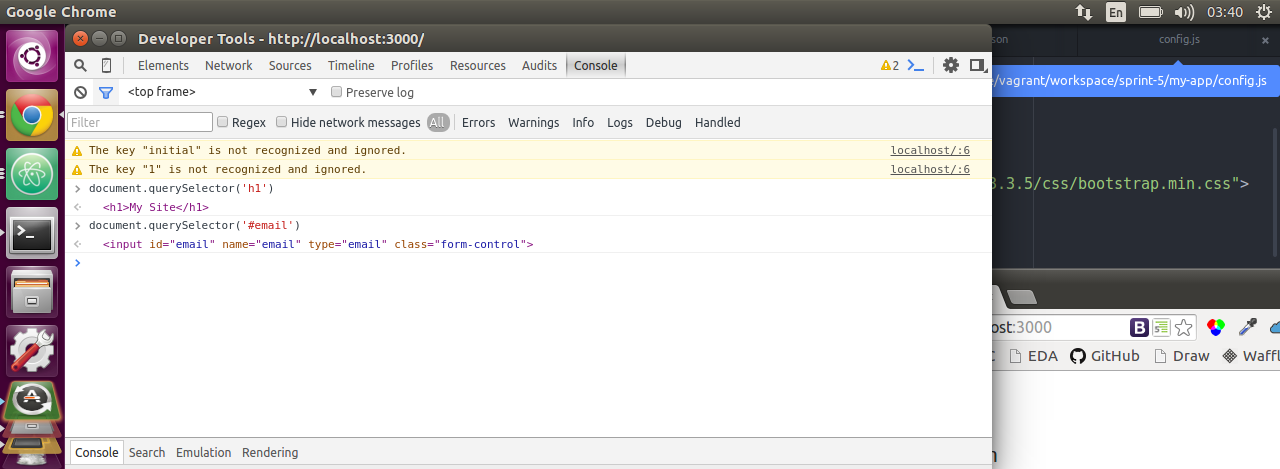 Google Chrome En 03:40
Developer Tools - http://localhost:3000/
Elements Network Sources Timeline Profiles Resources Audits Console 2
<top frame> Preserve log
Filter Regex Hide network messages All Errors Warnings Info Logs Debug Handled
The key "initial" is not recognized and ignored. localhost/:6
The key "1" is not recognized and ignored. localhost/:6
document.querySelector('h1')
<h1>My Site</h1>
document.querySelector('#email')
<input id="email" name="email" type="email" class="form-control">
Console Search Emulation Rendering
son config.js
e/vagrant/workspace/sprint-5/my-app/config.js
3.3.5/css/bootstrap.min.css">
ost:3000 B S
C EDA GitHub Draw Waffl